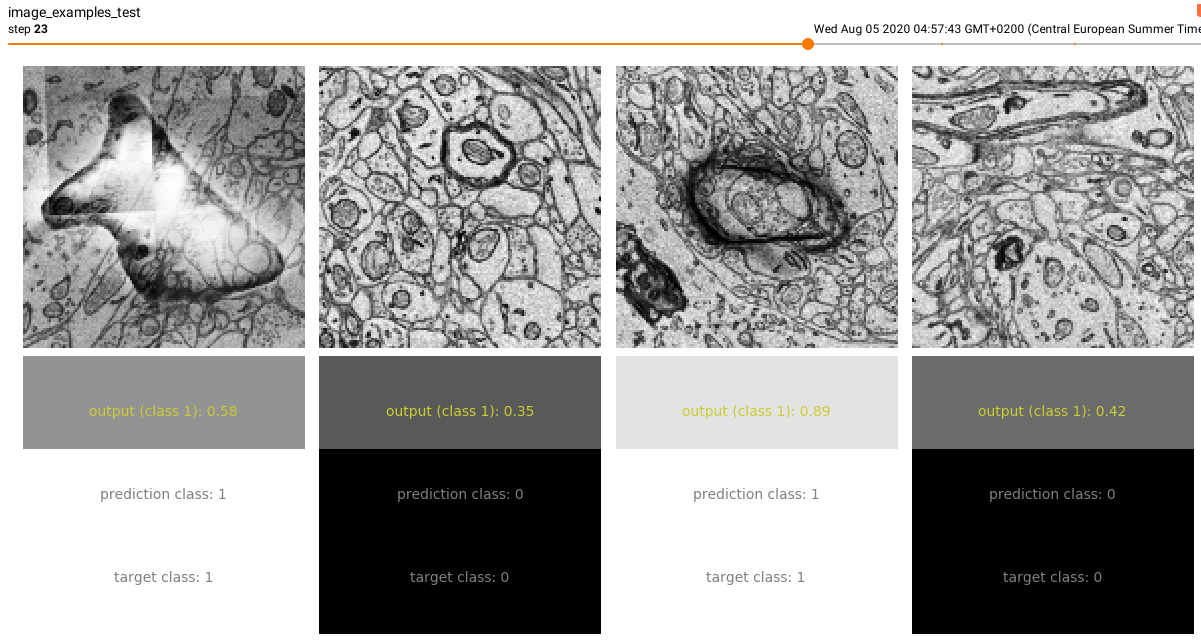 image_examples_test
step 23
Wed Aug 05 2020 04:57:43 GMT+0200 (Central European Summer Time
output (class 1): 0.58
output (class 1): 0.35
output (class 1): 0.89
output (class 1): 0.42
prediction class: 1
prediction class: 0
prediction class: 1
prediction class: 0
target class: 1
target class: 0
target class: 1
target class: 0